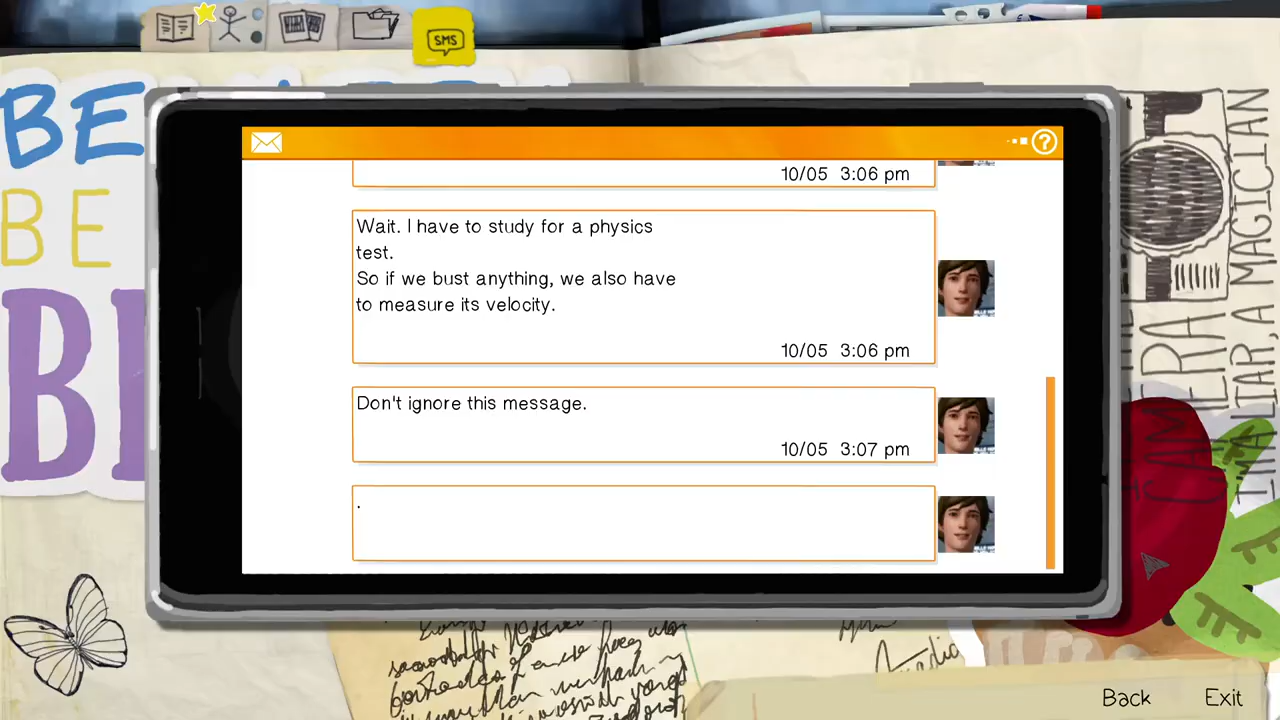 SMS
BE
BE
10/05 3:06 pm
Wait. I have to study for a physics
test.
So if we bust anything, we also have
to measure its velocity.
10/05 3:06 pm
Don't ignore this message.
10/05 3:07 pm
.
?
CAMERA
I'M A LIAR, A MAGICIAN
Back
Exit